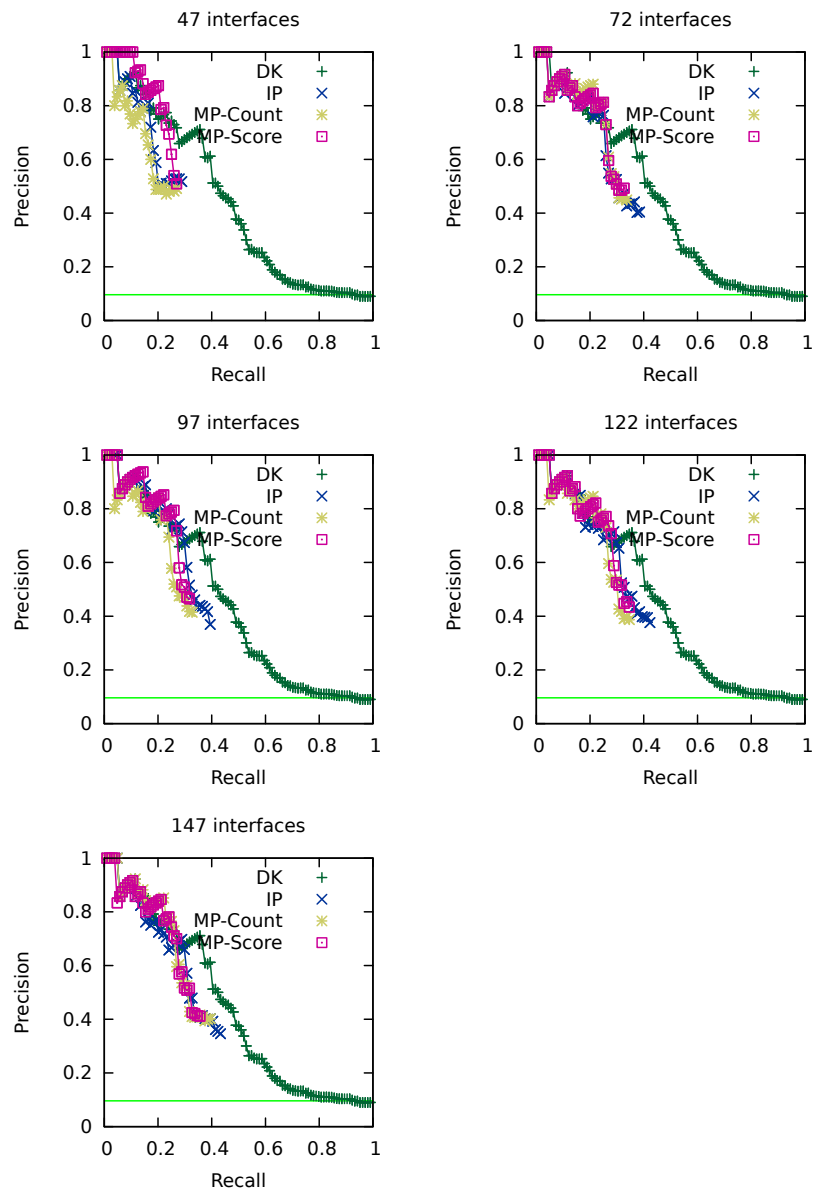 47 interfaces
1
0.8
0.6
0.4
0.2
0
Precision
0 0.2 0.4 0.6 0.8 1
Recall
DK
IP
MP-Count
MP-Score
72 interfaces
1
0.8
0.6
0.4
0.2
0
Precision
0 0.2 0.4 0.6 0.8 1
Recall
DK
IP
MP-Count
MP-Score
97 interfaces
1
0.8
0.6
0.4
0.2
0
Precision
0 0.2 0.4 0.6 0.8 1
Recall
DK
IP
MP-Count
MP-Score
122 interfaces
1
0.8
0.6
0.4
0.2
0
Precision
0 0.2 0.4 0.6 0.8 1
Recall
DK
IP
MP-Count
MP-Score
147 interfaces
1
0.8
0.6
0.4
0.2
0
Precision
0 0.2 0.4 0.6 0.8 1
Recall
DK
IP
MP-Count
MP-Score